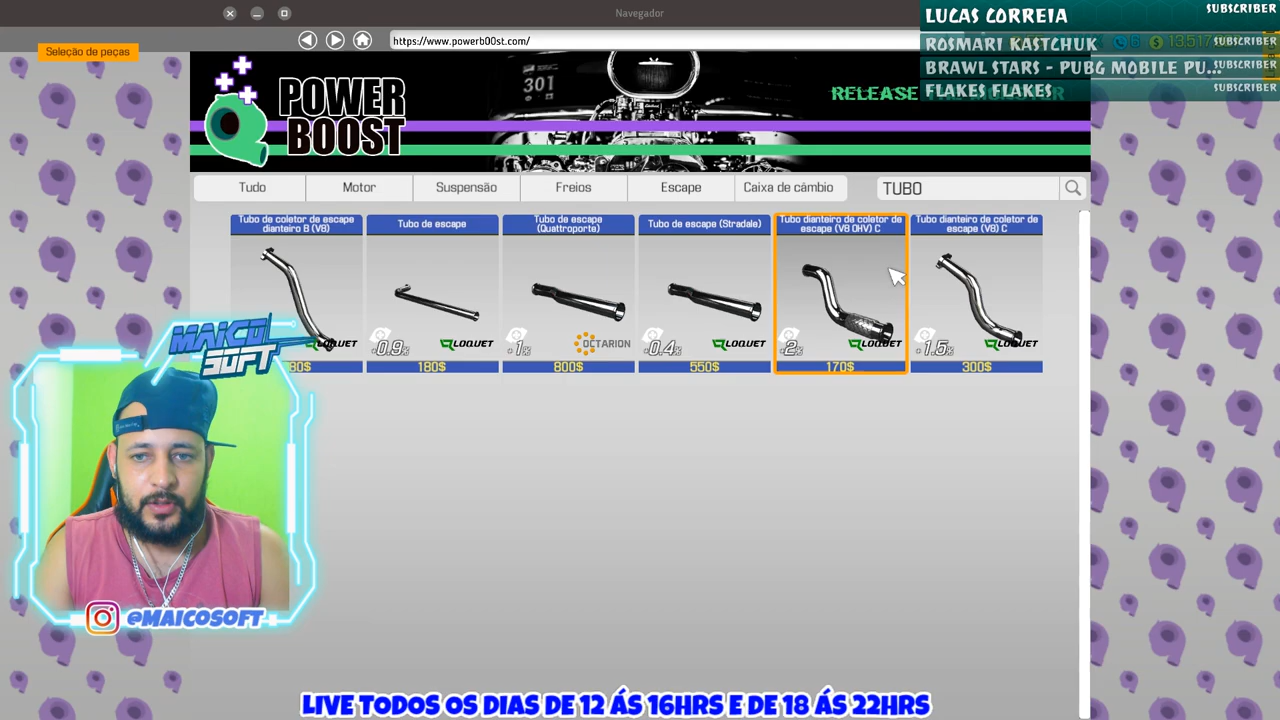 Navegador
LUCAS CORREIA SUBSCRIBER
https://www.powerb00st.com/
ROSMARI KASTCHUK SUBSCRIBER
Seleção de peças
BRAWL STARS - PUBG MOBILE PU... SUBSCRIBER
FLAKES FLAKES SUBSCRIBER
301
POWER
BOOST
RELEASE
Tudo Motor Suspensão Freios Escape Caixa de câmbio TUBO
Tubo de coletor de escape
dianteiro B (V8)
Tubo de escape
Tubo de escape
(Quattroporte)
Tubo de escape (Stradale)
Tubo dianteiro de coletor de
escape (V8 OHV) C
Tubo dianteiro de coletor de
escape (V8) C
LOQUET
+0.9% LOQUET
+1% OCTARION
+0.4% LOQUET
+2% LOQUET
+1.5% LOQUET
180$ 800$ 550$ 170$ 300$
MAICO
SOFT
@MAICOSOFT
LIVE TODOS OS DIAS DE 12 ÁS 16HRS E DE 18 ÁS 22HRS